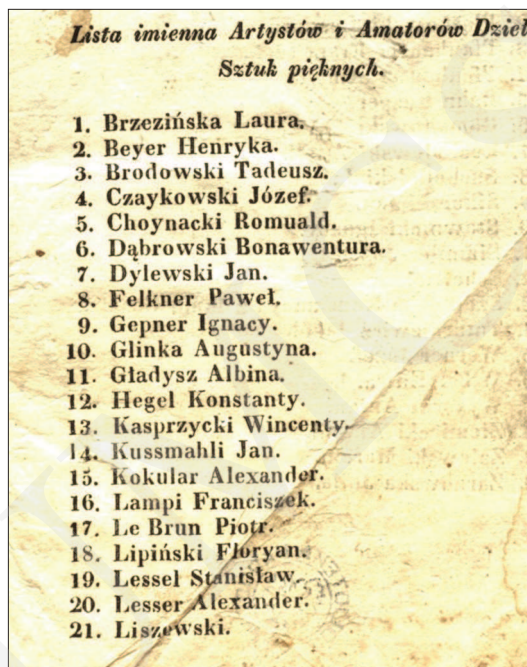 Lista imienna Artystów i Amatorów Dzieł
Sztuk pięknych.
1. Brzezińska Laura.
2. Beyer Henryka.
3. Brodowski Tadeusz.
4. Czaykowski Józef.
5. Choynacki Romuald.
6. Dąbrowski Bonawentura.
7. Dylewski Jan.
8. Felkner Paweł.
9. Gepner Ignacy.
10. Glinka Augustyna.
11. Gładysz Albina.
12. Hegel Konstanty.
13. Kasprzycki Wincenty.
14. Kussmahli Jan.
15. Kokular Alexander.
16. Lampi Franciszek.
17. Le Brun Piotr.
18. Lipiński Floryan.
19. Lessel Stanisław.
20. Lesser Alexander.
21. Liszewski.